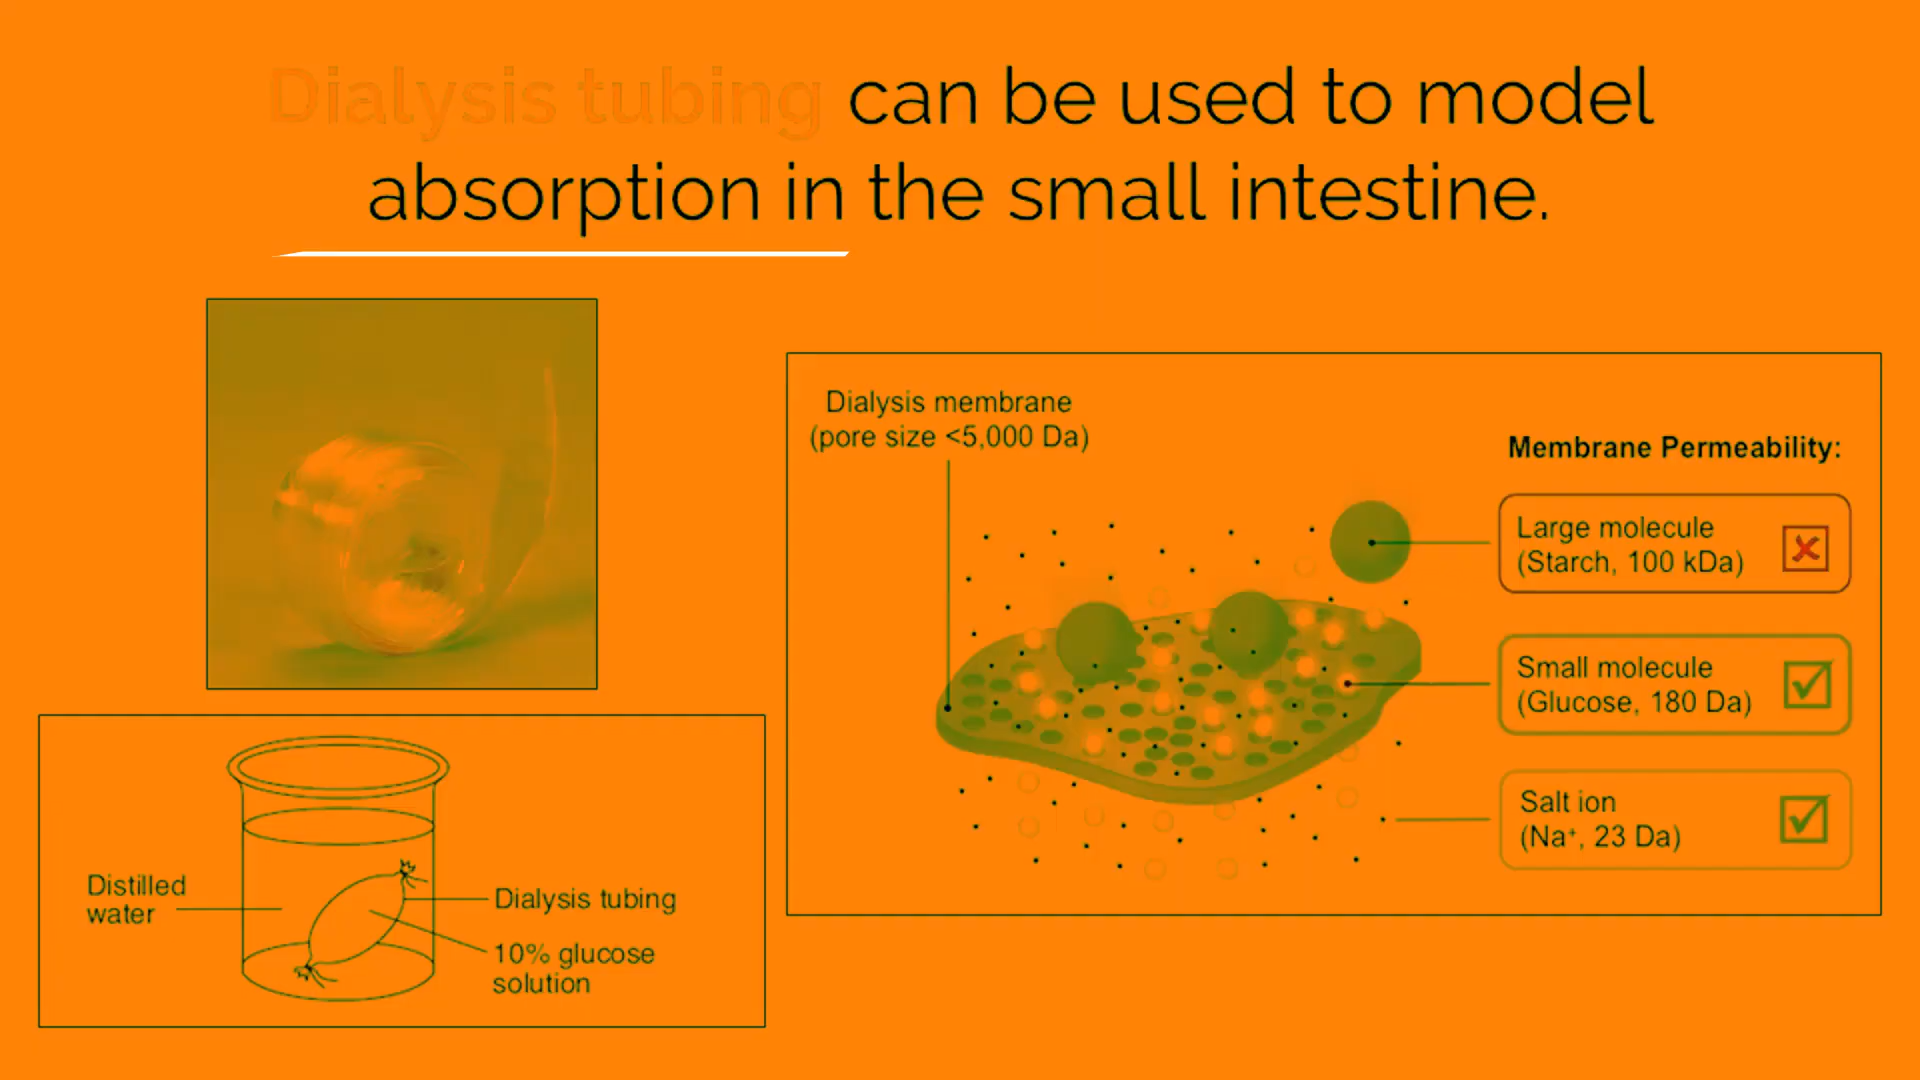 Dialysis tubing can be used to model
absorption in the small intestine.
Dialysis membrane
(pore size <5,000 Da)
Membrane Permeability:
Large molecule
(Starch, 100 kDa)
Small molecule
(Glucose, 180 Da)
Salt ion
(Na⁺, 23 Da)
Distilled
water
Dialysis tubing
10% glucose
solution